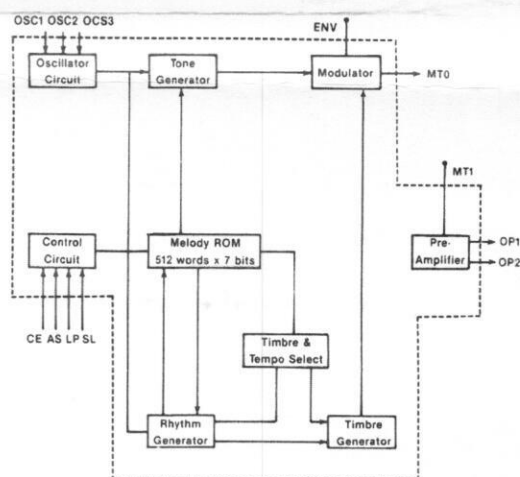 OSC1 OSC2 OCS3
ENV
Oscillator
Circuit
Tone
Generator
Modulator
MT0
MT1
Control
Circuit
Melody ROM
512 words x 7 bits
Pre-
Amplifier
OP1
OP2
CE AS LP SL
Timbre &
Tempo Select
Rhythm
Generator
Timbre
Generator